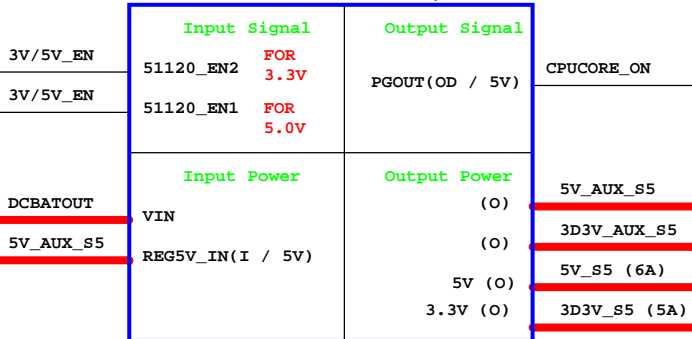 Input Signal
Output Signal
3V/5V_EN
51120_EN2
FOR
3.3V
PGOUT(OD / 5V)
CPUCORE_ON
3V/5V_EN
51120_EN1
FOR
5.0V
Input Power
Output Power
DCBATOUT
VIN
(O)
5V_AUX_S5
5V_AUX_S5
REG5V_IN(I / 5V)
(O)
3D3V_AUX_S5
5V (O)
5V_S5 (6A)
3.3V (O)
3D3V_S5 (5A)